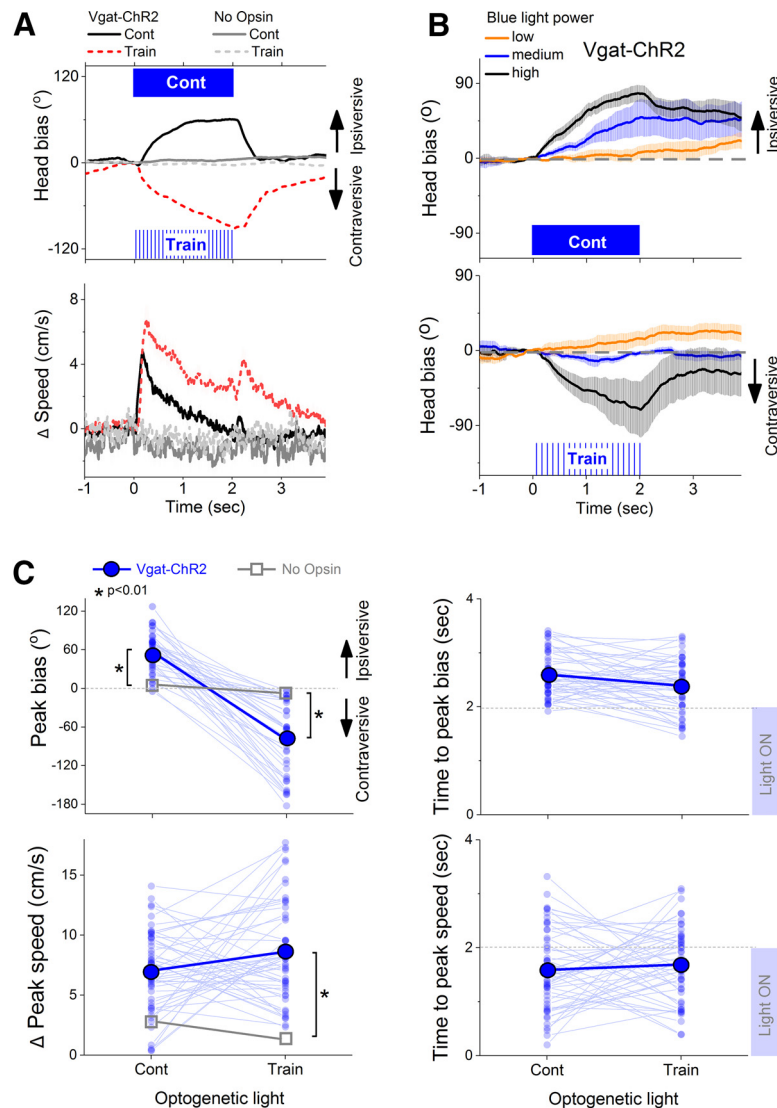 A
Vgat-ChR2 No Opsin
Cont Cont
Train Train
120
Cont
Head bias (°)
0
Train
-120
Ipsiversive
Contraversive
8
Δ Speed (cm/s)
4
0
-1 0 1 2 3
Time (sec)
B
Blue light power
low
medium
high
Vgat-ChR2
90
Head bias (°)
0
-90
Ipsiversive
Cont
90
Head bias (°)
0
-90
Contraversive
Train
-1 0 1 2 3
Time (sec)
C
Vgat-ChR2 No Opsin
* p<0.01
120
60
0
-60
-120
-180
Peak bias (°)
*
*
Ipsiversive
Contraversive
4
2
0
Time to peak bias (sec)
Light ON
15
10
5
0
Δ Peak speed (cm/s)
*
Cont Train
Optogenetic light
4
2
0
Time to peak speed (sec)
Light ON
Cont Train
Optogenetic light